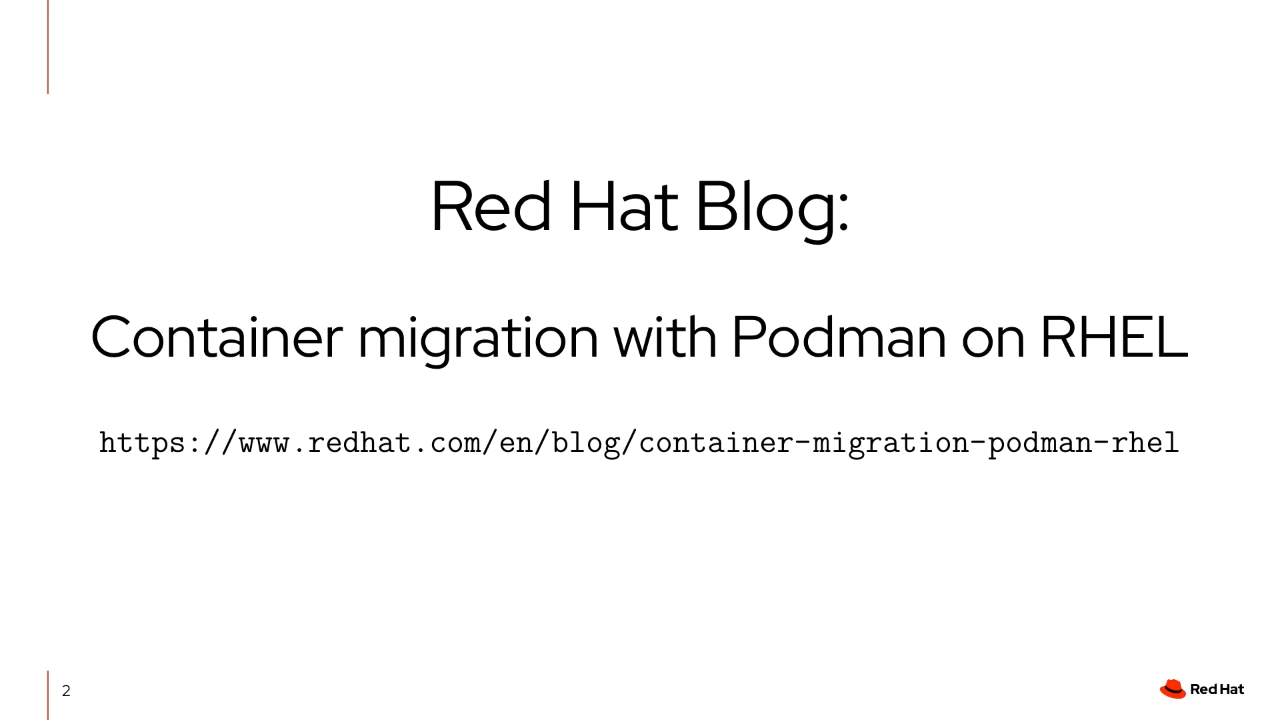 Red Hat Blog:
Container migration with Podman on RHEL
https://www.redhat.com/en/blog/container-migration-podman-rhel
2
Red Hat